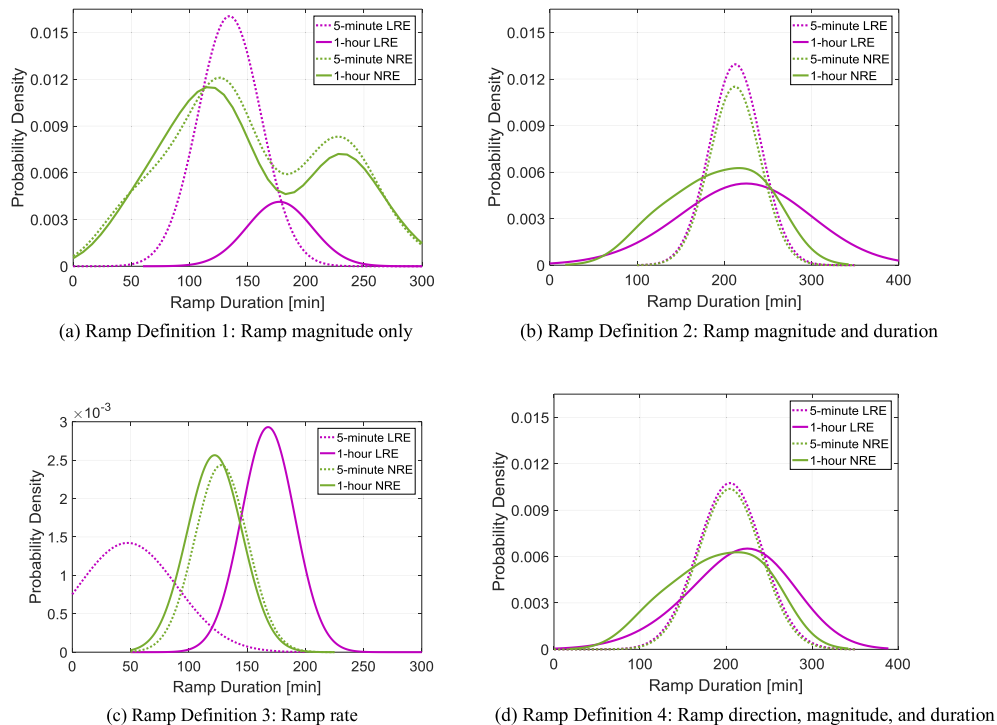 0.015
0.012
0.009
0.006
0.003
0
Probability Density
5-minute LRE
1-hour LRE
5-minute NRE
1-hour NRE
0 50 100 150 200 250 300
Ramp Duration [min]
(a) Ramp Definition 1: Ramp magnitude only
0.015
0.012
0.009
0.006
0.003
0
Probability Density
5-minute LRE
1-hour LRE
5-minute NRE
1-hour NRE
0 100 200 300 400
Ramp Duration [min]
(b) Ramp Definition 2: Ramp magnitude and duration
×10⁻³
3
2.5
2
1.5
1
0.5
0
Probability Density
5-minute LRE
1-hour LRE
5-minute NRE
1-hour NRE
0 50 100 150 200 250 300
Ramp Duration [min]
(c) Ramp Definition 3: Ramp rate
0.015
0.012
0.009
0.006
0.003
0
Probability Density
5-minute LRE
1-hour LRE
5-minute NRE
1-hour NRE
0 100 200 300 400
Ramp Duration [min]
(d) Ramp Definition 4: Ramp direction, magnitude, and duration